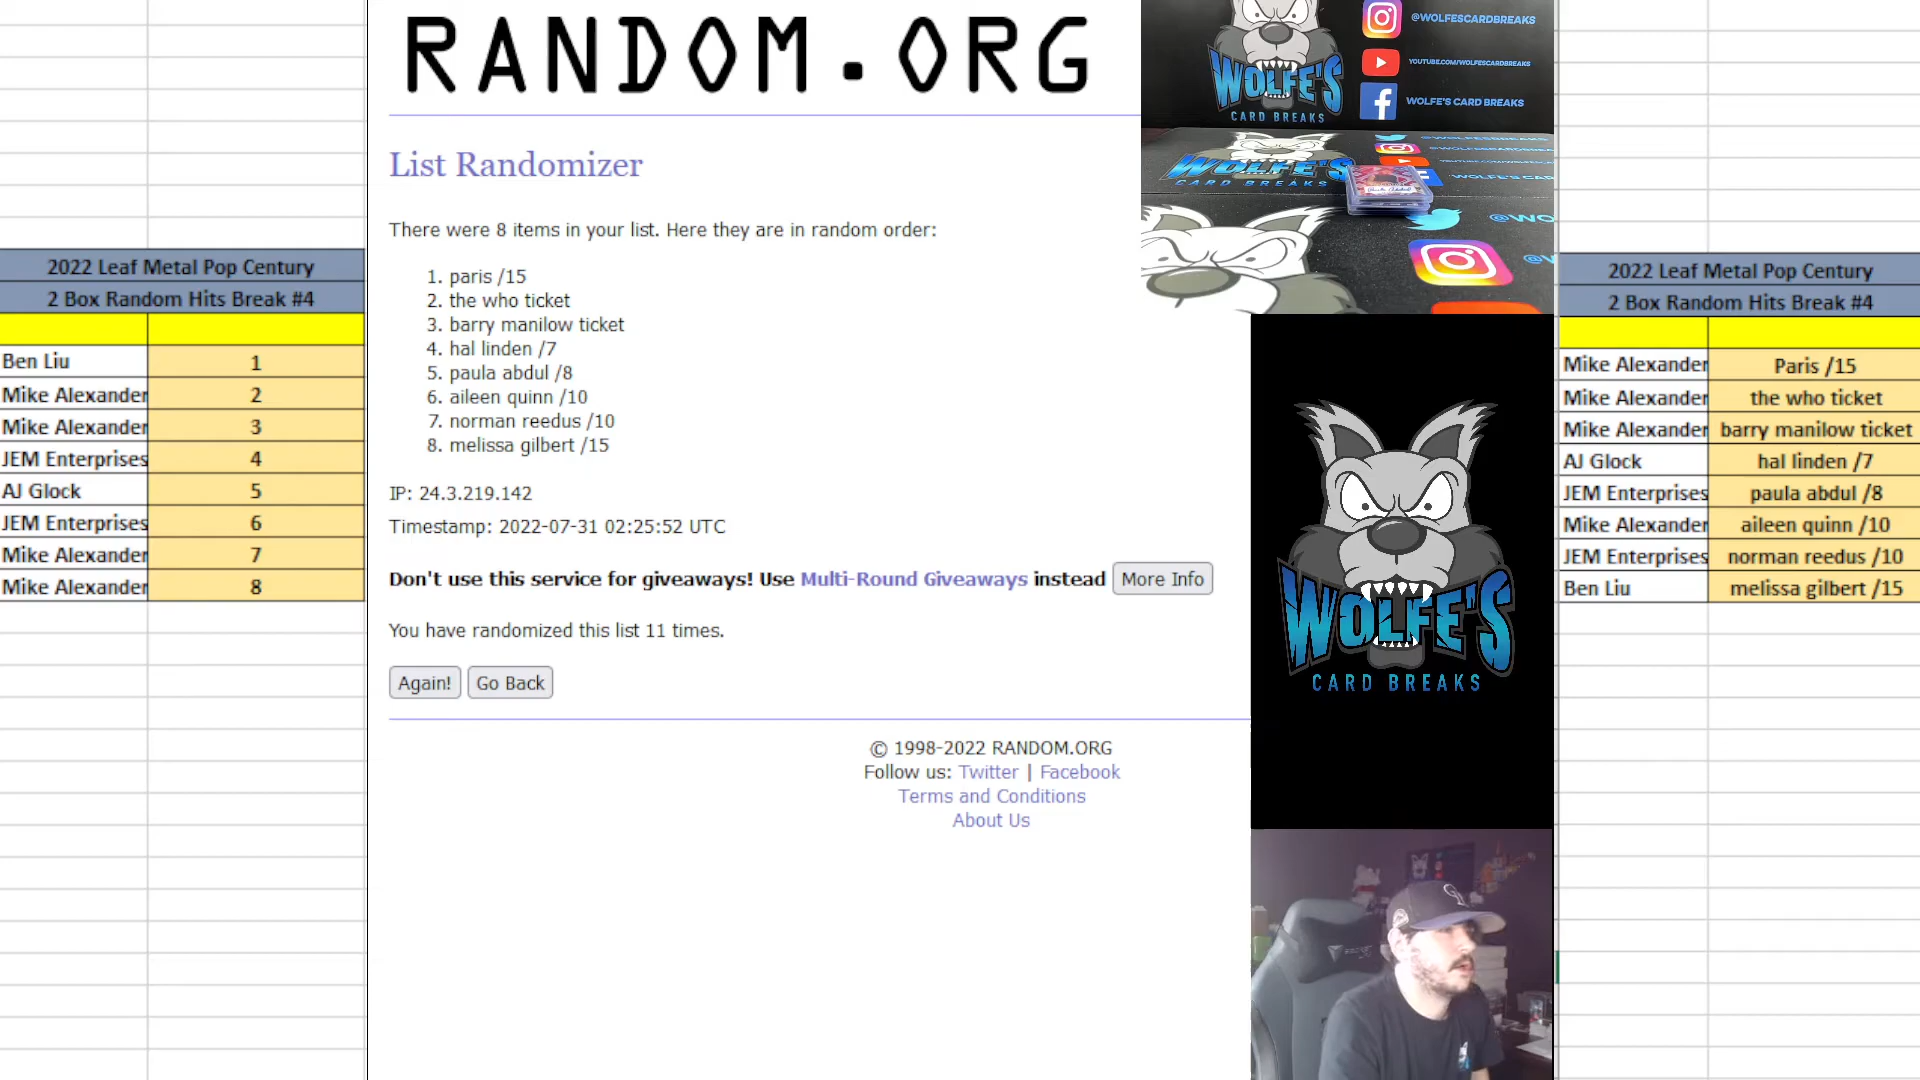 RANDOM.ORG
List Randomizer
There were 8 items in your list. Here they are in random order:
1. paris /15
2. the who ticket
3. barry manilow ticket
4. hal linden /7
5. paula abdul /8
6. aileen quinn /10
7. norman reedus /10
8. melissa gilbert /15
IP: 24.3.219.142
Timestamp: 2022-07-31 02:25:52 UTC
Don't use this service for giveaways! Use Multi-Round Giveaways instead More Info
You have randomized this list 11 times.
Again! Go Back
© 1998-2022 RANDOM.ORG
Follow us: Twitter | Facebook
Terms and Conditions
About Us
2022 Leaf Metal Pop Century
2 Box Random Hits Break #4
Ben Liu 1
Mike Alexander 2
Mike Alexander 3
JEM Enterprises 4
AJ Glock 5
JEM Enterprises 6
Mike Alexander 7
Mike Alexander 8
WOLFE'S
CARD BREAKS
@WOLFESCARDBREAKS
YOUTUBE.COM/WOLFESCARDBREAKS
WOLFE'S CARD BREAKS
WOLFE'S
CARD BREAKS
WOLFE'S
CARD BREAKS
2022 Leaf Metal Pop Century
2 Box Random Hits Break #4
Mike Alexander Paris /15
Mike Alexander the who ticket
Mike Alexander barry manilow ticket
AJ Glock hal linden /7
JEM Enterprises paula abdul /8
Mike Alexander aileen quinn /10
JEM Enterprises norman reedus /10
Ben Liu melissa gilbert /15